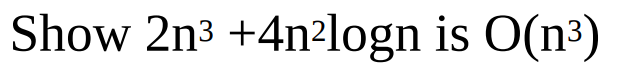 Show 2n³ +4n²logn is O(n³)